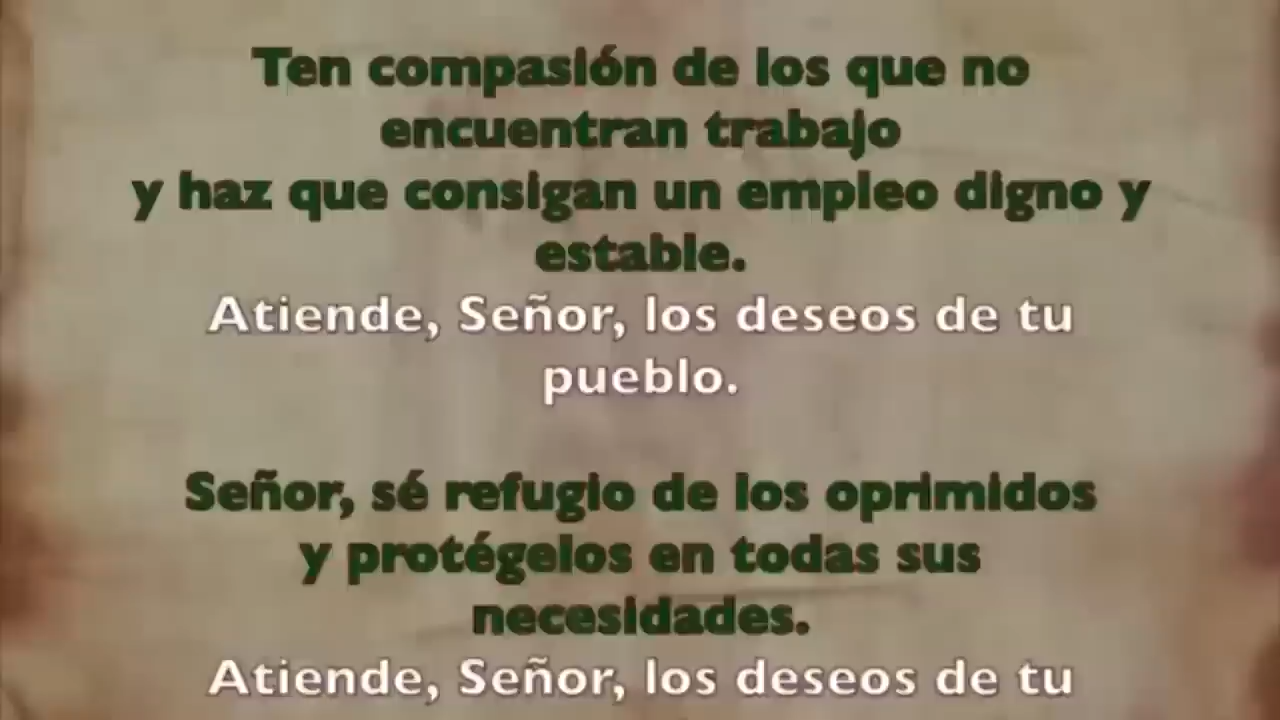 Ten compasión de los que no
encuentran trabajo
y haz que consigan un empleo digno y
estable.
Atiende, Señor, los deseos de tu
pueblo.
Señor, sé refugio de los oprimidos
y protégelos en todas sus
necesidades.
Atiende, Señor, los deseos de tu